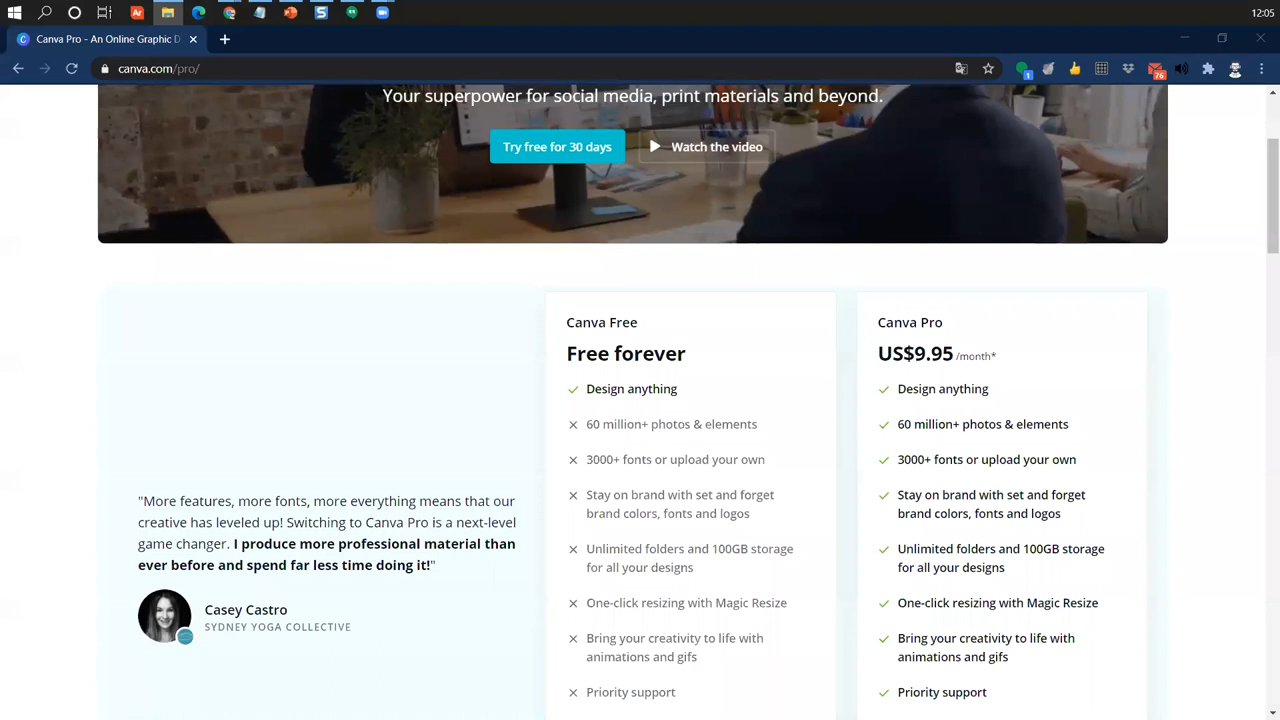 Ar
S
12:05
Canva Pro - An Online Graphic D
canva.com/pro/
1
76
Your superpower for social media, print materials and beyond.
Try free for 30 days
Watch the video
"More features, more fonts, more everything means that our
creative has leveled up! Switching to Canva Pro is a next-level
game changer. I produce more professional material than
ever before and spend far less time doing it!"
Casey Castro
SYDNEY YOGA COLLECTIVE
Canva Free
Free forever
Design anything
60 million+ photos & elements
3000+ fonts or upload your own
Stay on brand with set and forget
brand colors, fonts and logos
Unlimited folders and 100GB storage
for all your designs
One-click resizing with Magic Resize
Bring your creativity to life with
animations and gifs
Priority support
Canva Pro
US$9.95 /month*
Design anything
60 million+ photos & elements
3000+ fonts or upload your own
Stay on brand with set and forget
brand colors, fonts and logos
Unlimited folders and 100GB storage
for all your designs
One-click resizing with Magic Resize
Bring your creativity to life with
animations and gifs
Priority support